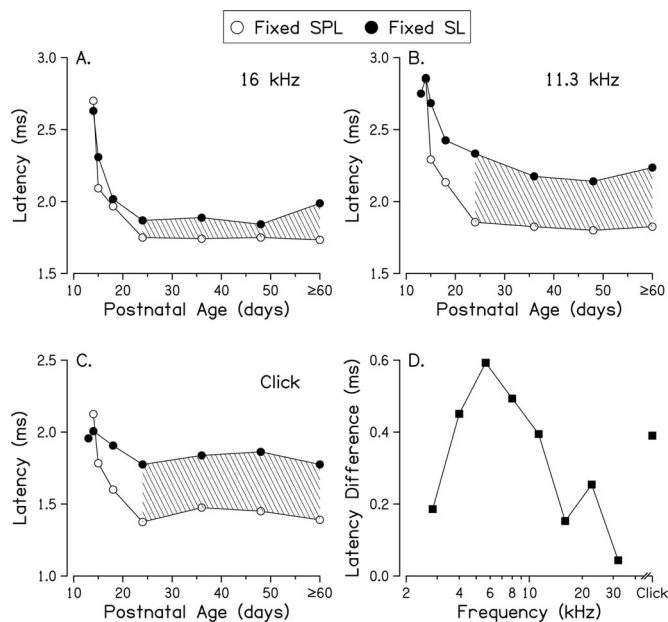 Fixed SPL Fixed SL
A.
16 kHz
Latency (ms)
3.0
2.5
2.0
1.5
10 20 30 40 50 ≥60
Postnatal Age (days)
B.
11.3 kHz
Latency (ms)
3.0
2.5
2.0
1.5
10 20 30 40 50 ≥60
Postnatal Age (days)
C.
Click
Latency (ms)
2.5
2.0
1.5
1.0
10 20 30 40 50 ≥60
Postnatal Age (days)
D.
Latency Difference (ms)
0.6
0.4
0.2
0.0
2 4 6 8 10 20 30 Click
Frequency (kHz)